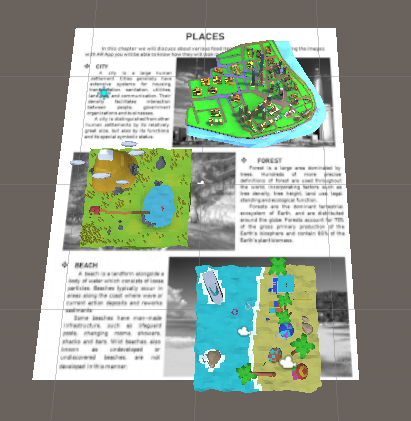 PLACES
In this chapter we will discuss about various
the images
with AR App you will be able to know how they will
CITY
A city is a large human
settlement. Cities generally have
extensive systems for housing,
transportation, sanitation, utilities,
land and communication. Their
density facilitates interaction
between people, government
organizations and businesses.
A city is distinguished from other
human settlements by its relatively
great size, but also by its functions
and its special symbolic status.
FOREST
Forest is a large area dominated by
trees. Hundreds of more precise
definitions of forest are used throughout
the world, incorporating factors such as
tree density, tree height, land use, legal
standing and ecological function.
Forests are the dominant terrestrial
ecosystem of Earth, and are distributed
around the globe. Forests account for 75%
of the gross primary production of the
Earth's biosphere and contain 80% of the
Earth's plant biomass.
BEACH
A beach is a landform alongside a
body of water which consists of loose
particles. Beaches typically occur in
areas along the coast where wave or
current action deposits and reworks
sediments.
Some beaches have man-made
infrastructure, such as lifeguard
posts, changing rooms, showers,
shacks and bars. Wild beaches, also
known as undeveloped or
undiscovered beaches, are not
developed in this manner.